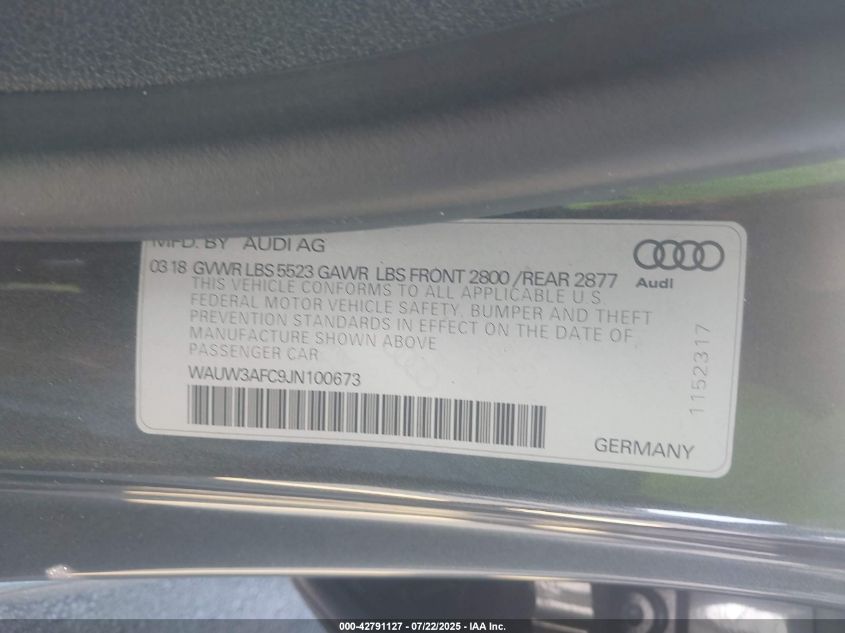 MFD. BY AUDI AG
03 18 GVWR LBS 5523 GAWR LBS FRONT 2800 /REAR 2877
THIS VEHICLE CONFORMS TO ALL APPLICABLE U.S.
FEDERAL MOTOR VEHICLE SAFETY, BUMPER AND THEFT
PREVENTION STANDARDS IN EFFECT ON THE DATE OF
MANUFACTURE SHOWN ABOVE
PASSENGER CAR
WAUW3AFC9JN100673
Audi
1152317
GERMANY
000-42791127 - 07/22/2025 - IAA Inc.